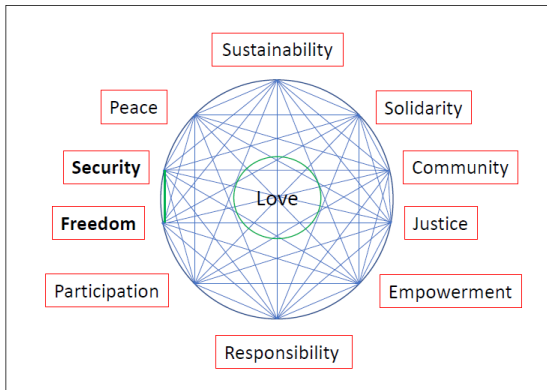 Sustainability
Peace
Solidarity
Security
Community
Love
Freedom
Justice
Participation
Empowerment
Responsibility